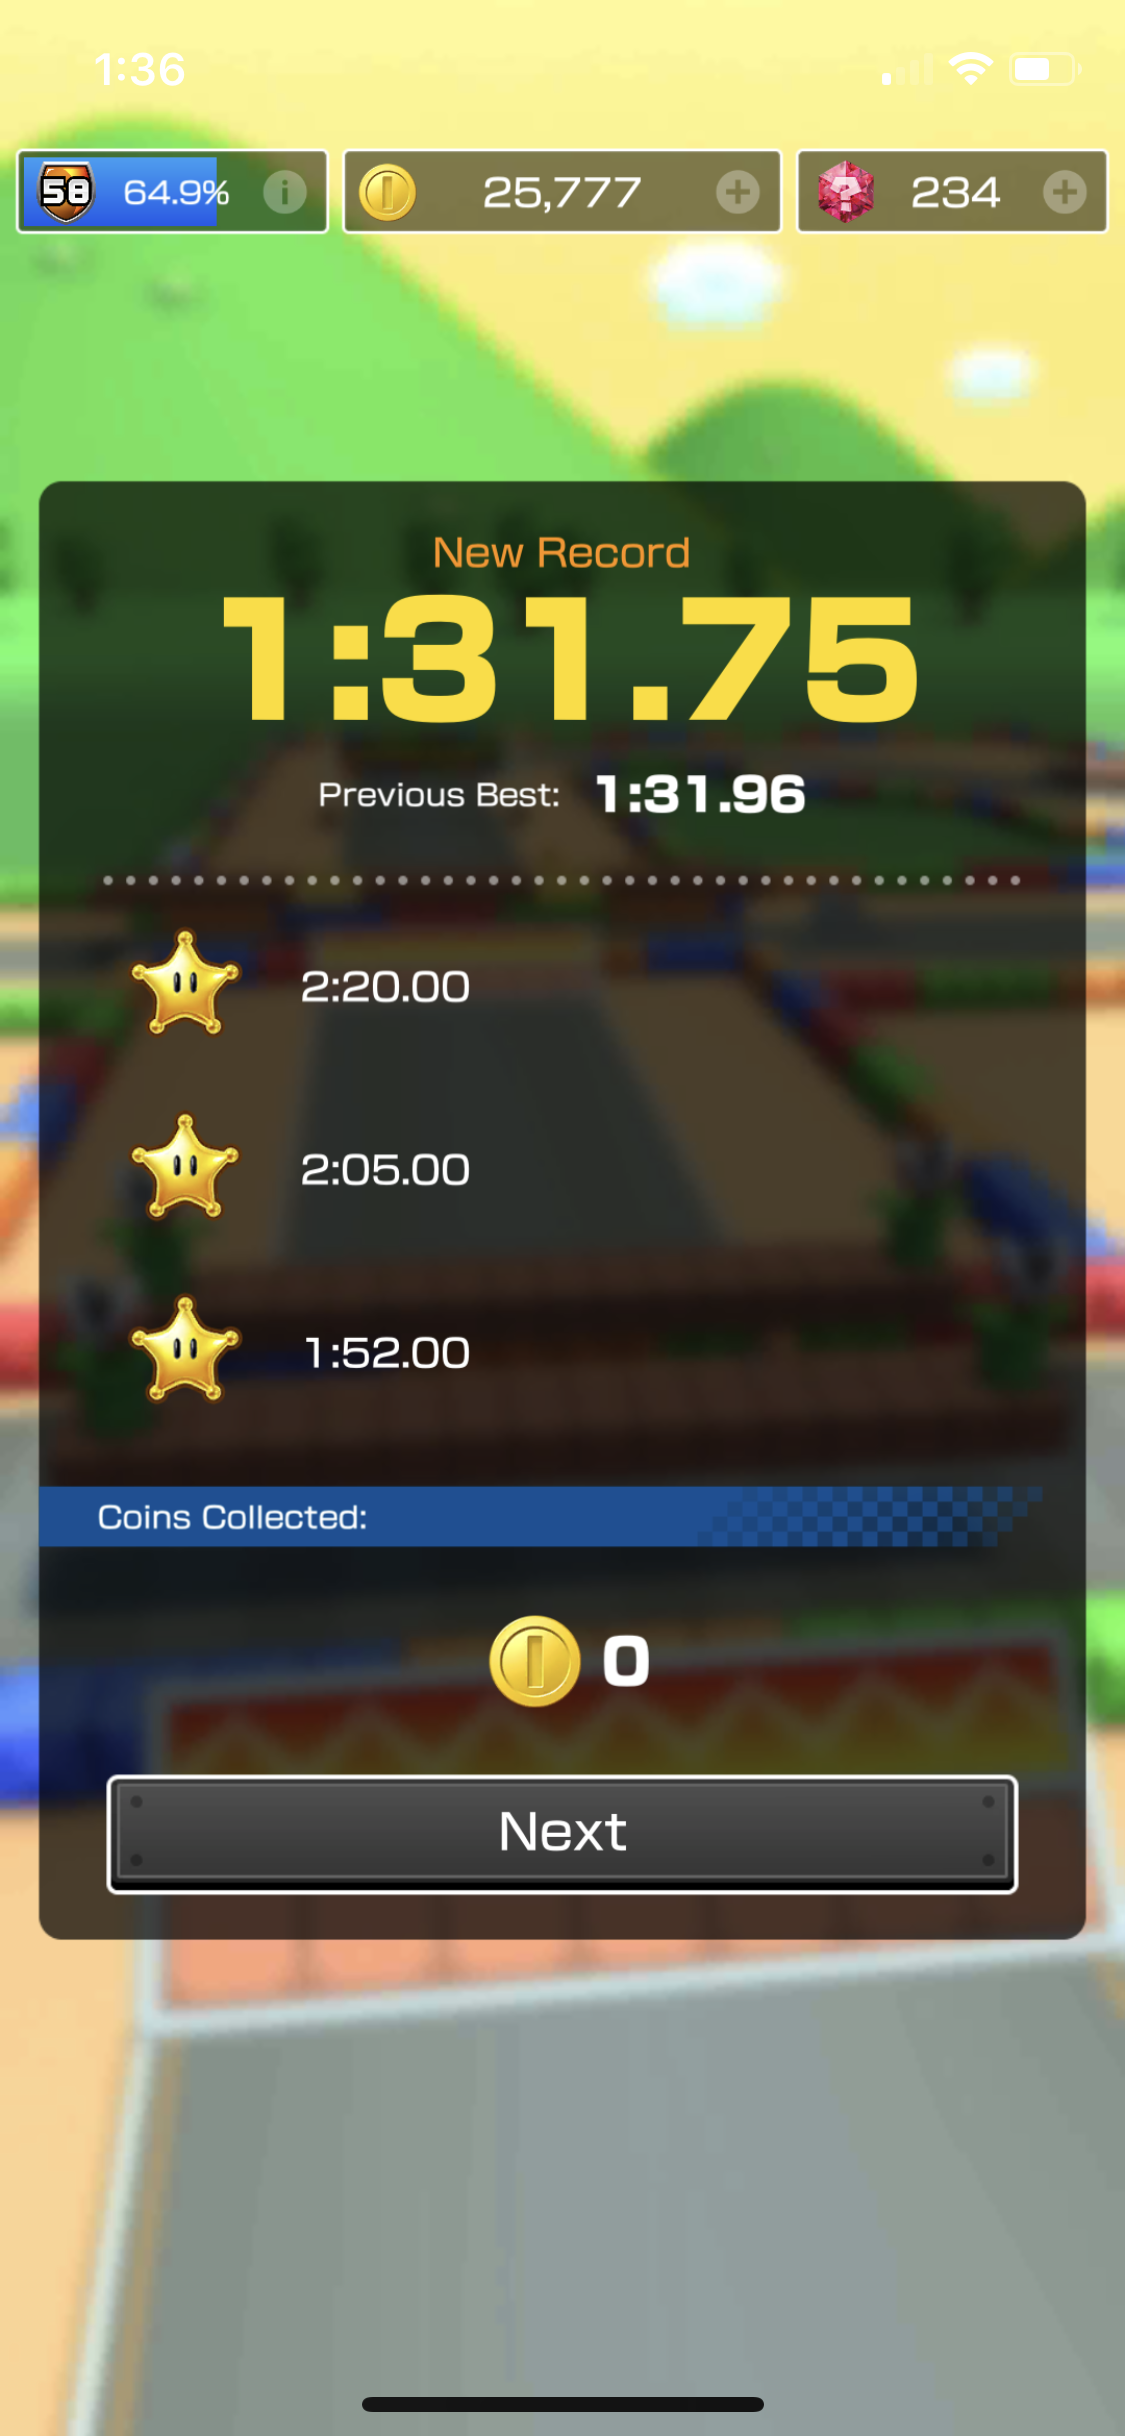 1:36
58 64.9% i 25,777 + ? 234 +
New Record
1:31.75
Previous Best: 1:31.96
2:20.00
2:05.00
1:52.00
Coins Collected:
0
Next